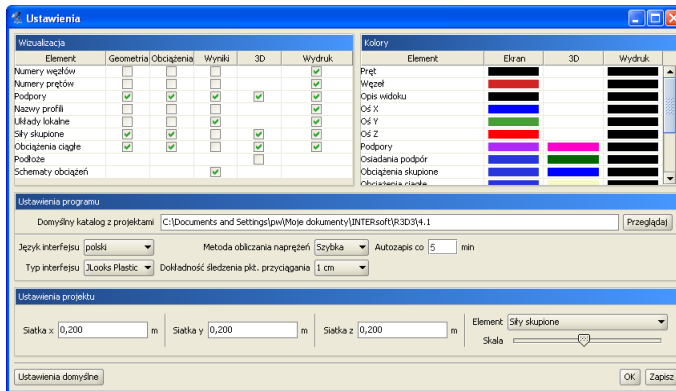 Ustawienia
Wizualizacja
Element Geometria Obciążenia Wyniki 3D Wydruk
Numery węzłów
Numery prętów
Podpory
Nazwy profili
Układy lokalne
Siły skupione
Obciążenia ciągłe
Podłoże
Schematy obciążeń
Kolory
Element Ekran 3D Wydruk
Pręt
Węzeł
Opis widoku
Oś X
Oś Y
Oś Z
Podpory
Osiadania podpór
Obciążenia skupione
Obciążenia ciągłe
Ustawienia programu
Domyślny katalog z projektami C:\Documents and Settings\pw\Moje dokumenty\INTERsoft\R3D3\4.1 Przeglądaj
Język interfejsu polski Metoda obliczania naprężeń Szybka Autozapis co 5 min
Typ interfejsu JLooks Plastic Dokładność śledzenia pkt. przyciągania 1 cm
Ustawienia projektu
Siatka x 0,200 m Siatka y 0,200 m Siatka z 0,200 m Element Siły skupione
Skala
Ustawienia domyślne OK Zapisz